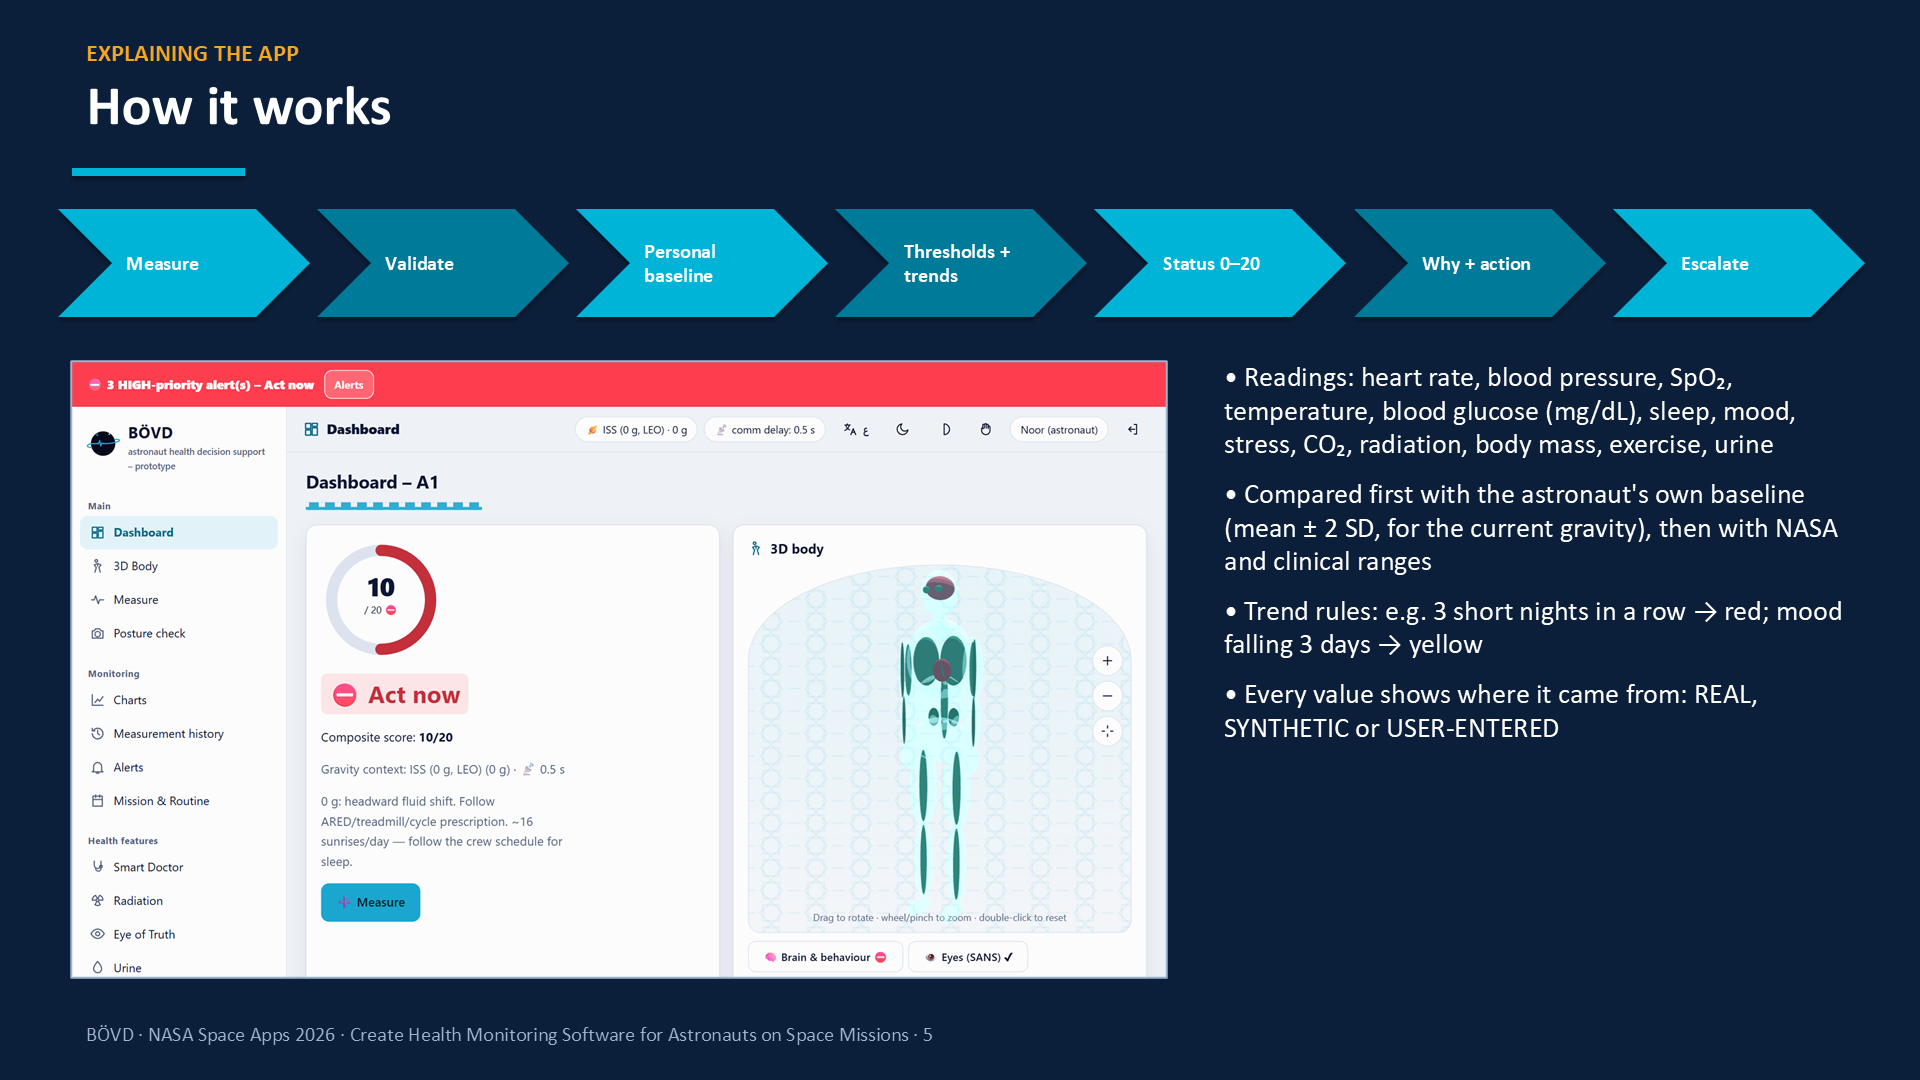 EXPLAINING THE APP
How it works
Measure
Validate
Personal
baseline
Thresholds +
trends
Status 0–20
Why + action
Escalate
3 HIGH-priority alert(s) – Act now
Alerts
BÖVD
astronaut health decision support
– prototype
Main
Dashboard
3D Body
Measure
Posture check
Monitoring
Charts
Measurement history
Alerts
Mission & Routine
Health features
Smart Doctor
Radiation
Eye of Truth
Urine
Dashboard
ISS (0 g, LEO) · 0 g
comm delay: 0.5 s
Noor (astronaut)
Dashboard – A1
10
/ 20
Act now
Composite score: 10/20
Gravity context: ISS (0 g, LEO) (0 g) · 0.5 s
0 g: headward fluid shift. Follow
ARED/treadmill/cycle prescription. ~16
sunrises/day — follow the crew schedule for
sleep.
Measure
3D body
Drag to rotate · wheel/pinch to zoom · double-click to reset
Brain & behaviour
Eyes (SANS) ✓
• Readings: heart rate, blood pressure, SpO₂,
temperature, blood glucose (mg/dL), sleep, mood,
stress, CO₂, radiation, body mass, exercise, urine
• Compared first with the astronaut's own baseline
(mean ± 2 SD, for the current gravity), then with NASA
and clinical ranges
• Trend rules: e.g. 3 short nights in a row → red; mood
falling 3 days → yellow
• Every value shows where it came from: REAL,
SYNTHETIC or USER-ENTERED
BÖVD · NASA Space Apps 2026 · Create Health Monitoring Software for Astronauts on Space Missions · 5